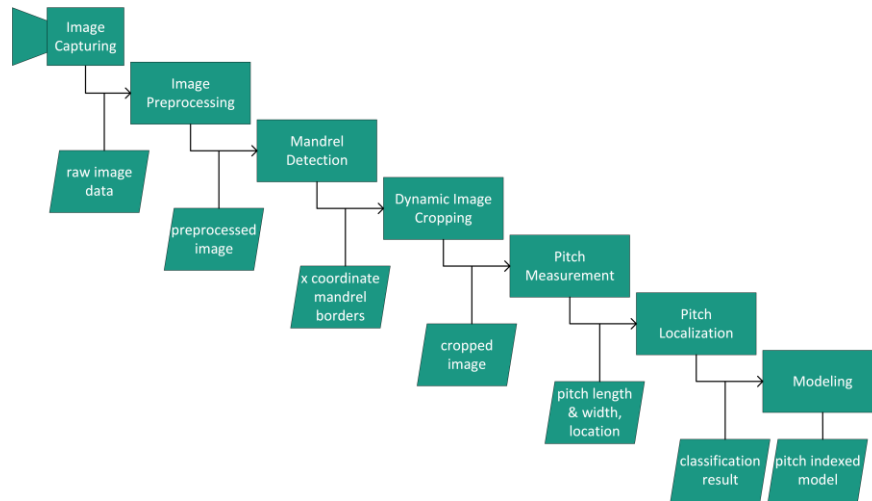 Image
Capturing
Image
Preprocessing
raw image
data
Mandrel
Detection
preprocessed
image
Dynamic Image
Cropping
x coordinate
mandrel
borders
Pitch
Measurement
cropped
image
Pitch
Localization
pitch length
& width,
location
Modeling
classification
result
pitch indexed
model